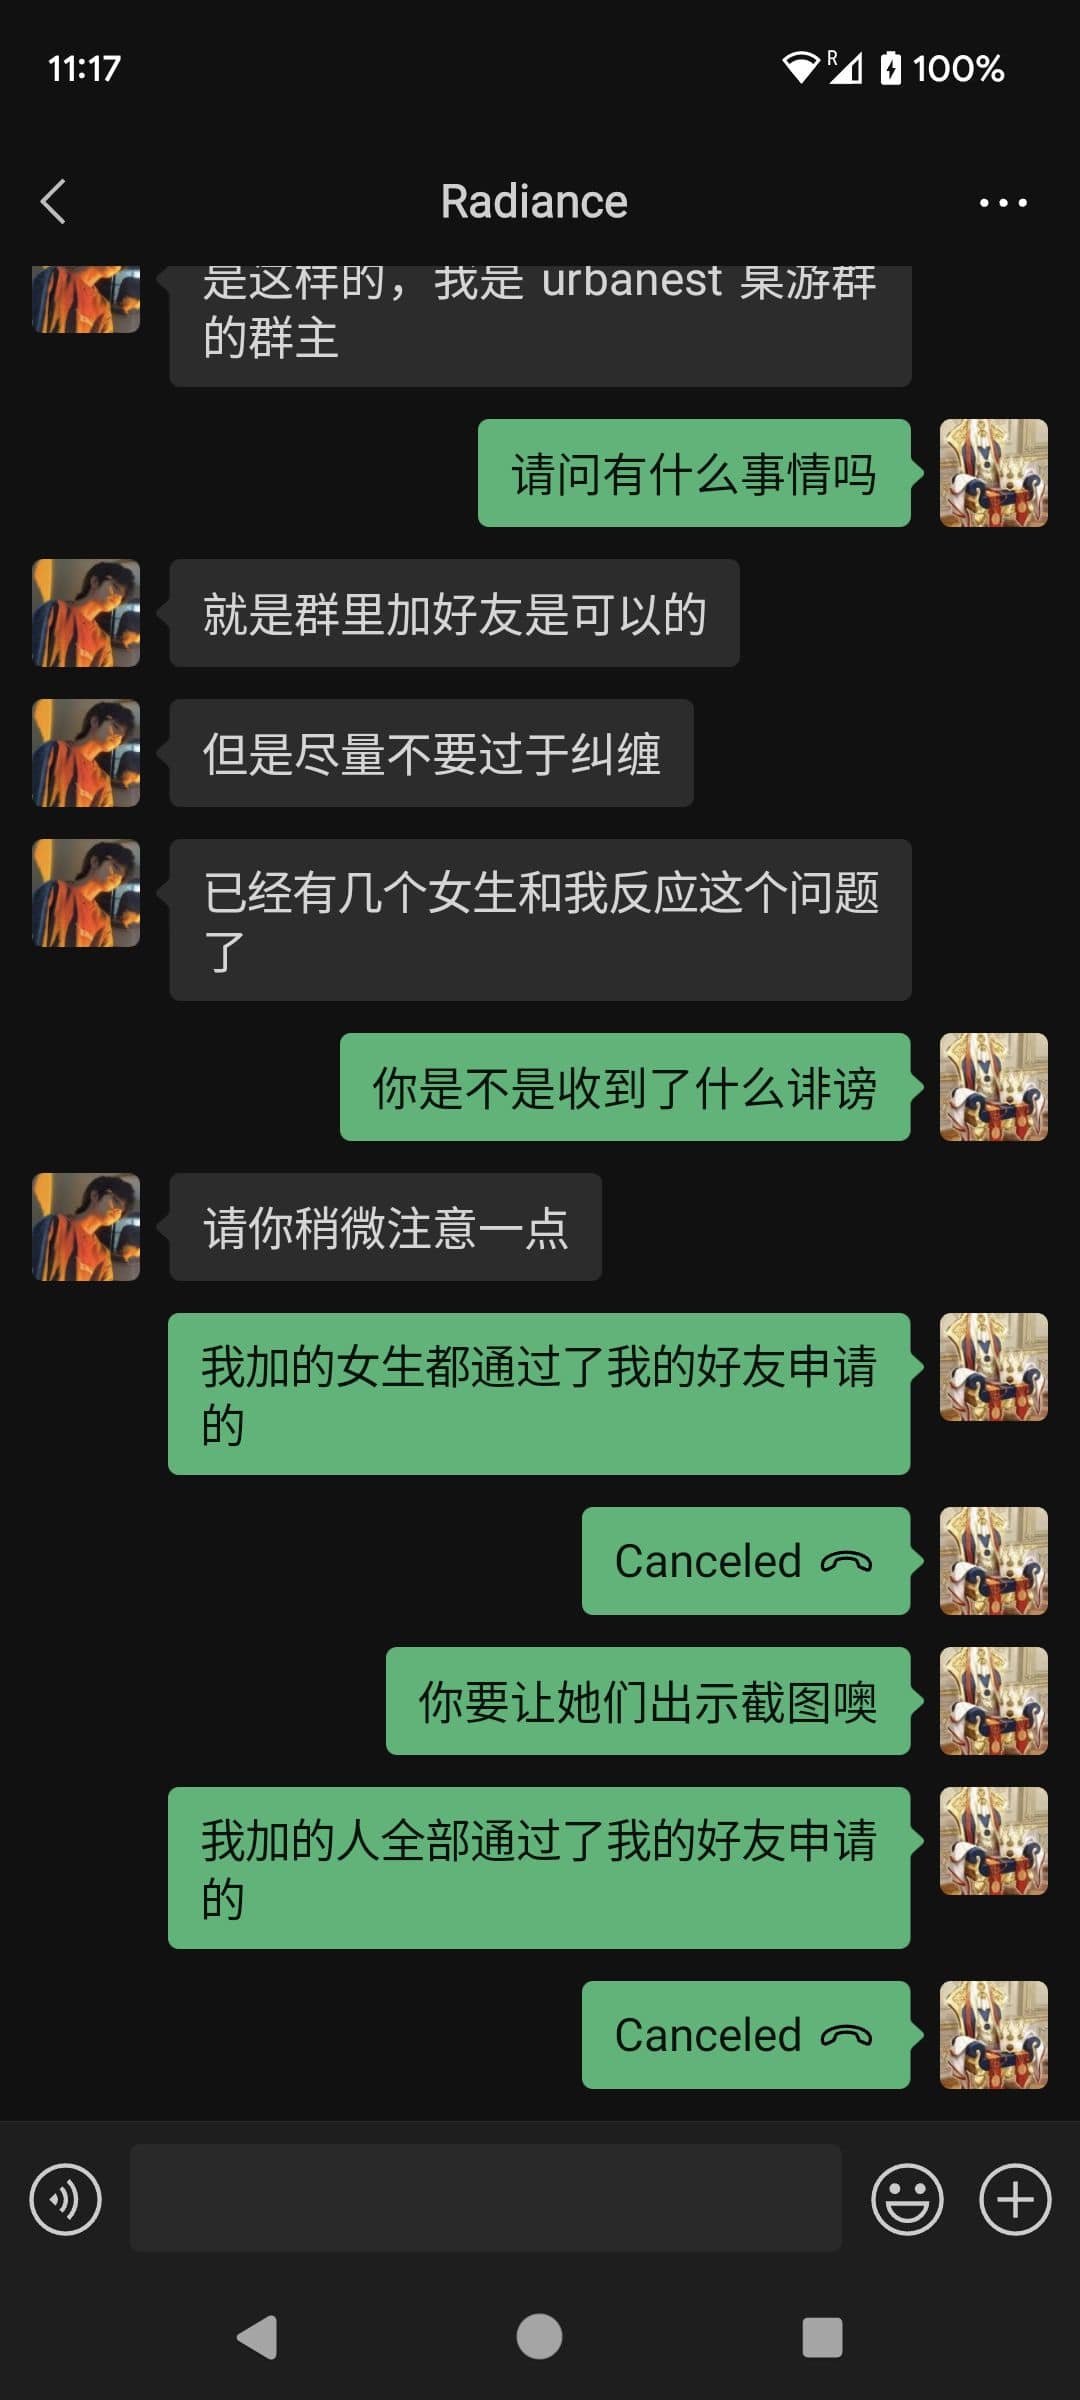 11:17
R
100%
Radiance
是这样的，我是 urbanest 桌游群
的群主
请问有什么事情吗
就是群里加好友是可以的
但是尽量不要过于纠缠
已经有几个女生和我反应这个问题
了
你是不是收到了什么诽谤
请你稍微注意一点
我加的女生都通过了我的好友申请
的
Canceled
你要让她们出示截图噢
我加的人全部通过了我的好友申请
的
Canceled